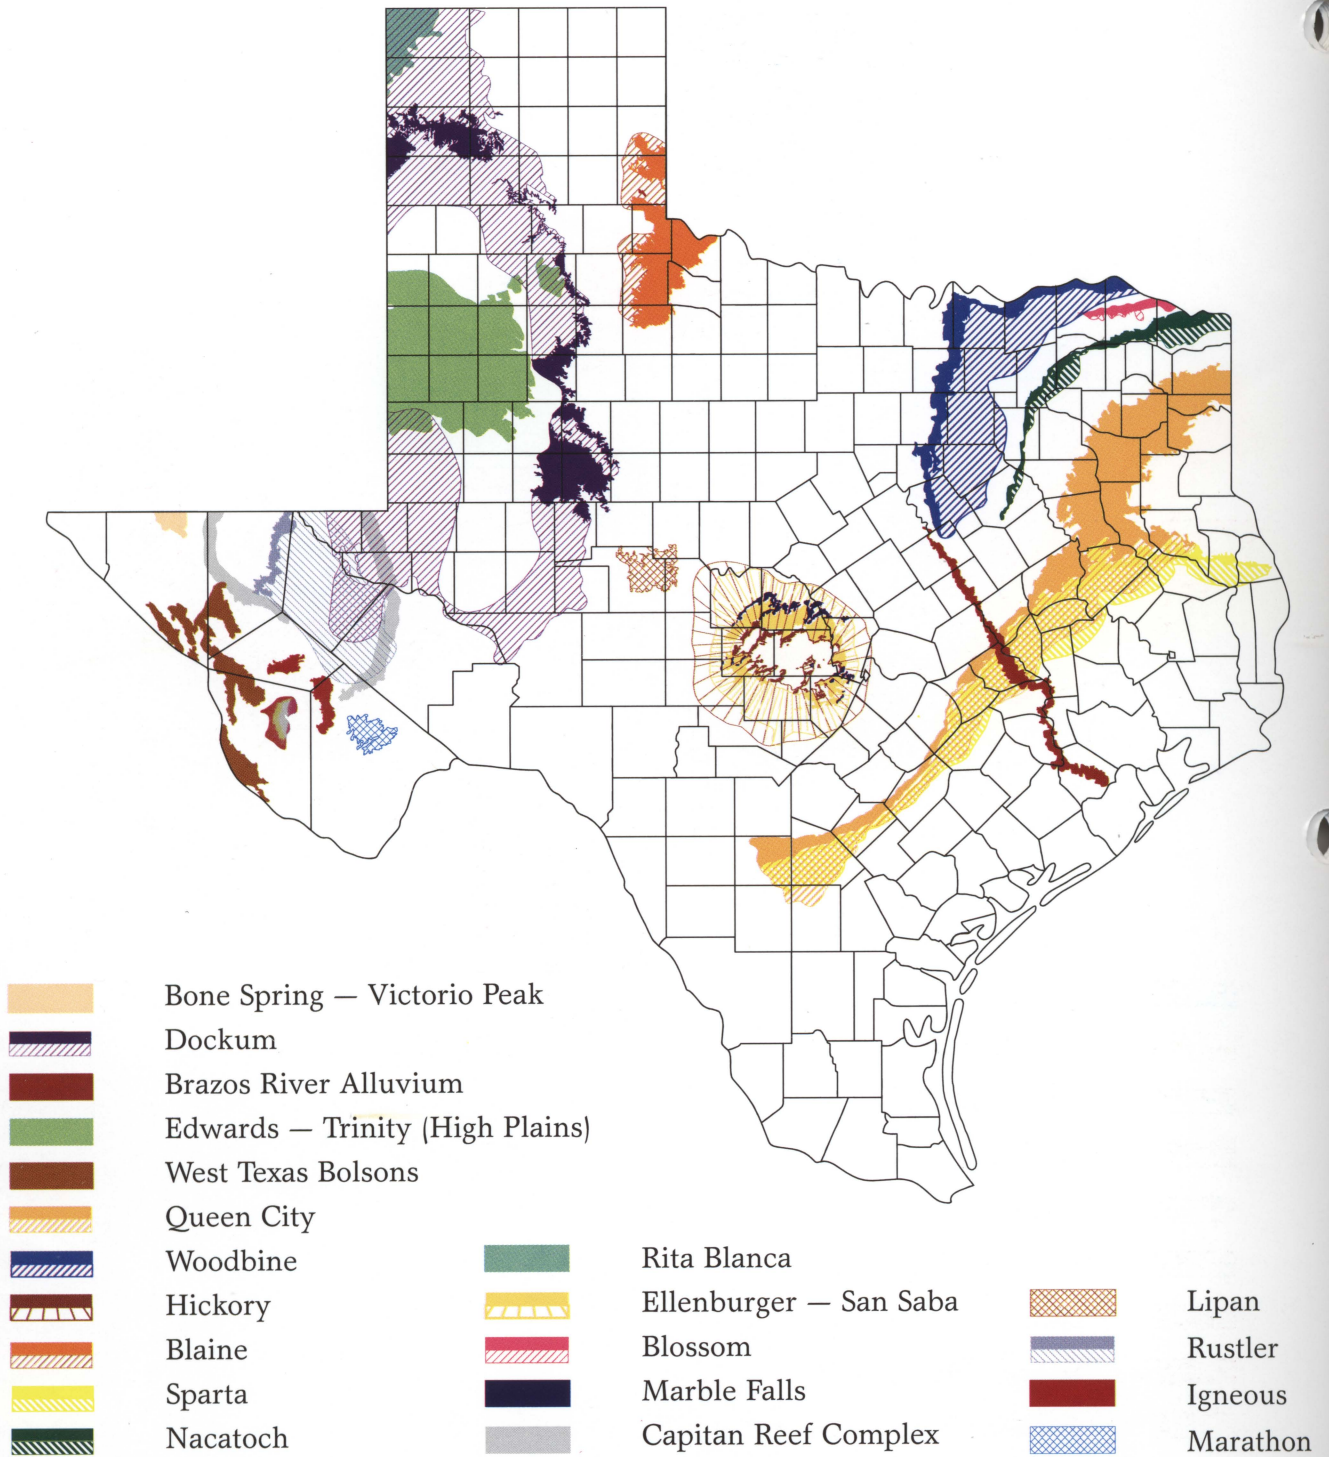 Bone Spring — Victorio Peak
Dockum
Brazos River Alluvium
Edwards — Trinity (High Plains)
West Texas Bolsons
Queen City
Woodbine
Hickory
Blaine
Sparta
Nacatoch
Rita Blanca
Ellenburger — San Saba
Blossom
Marble Falls
Capitan Reef Complex
Lipan
Rustler
Igneous
Marathon